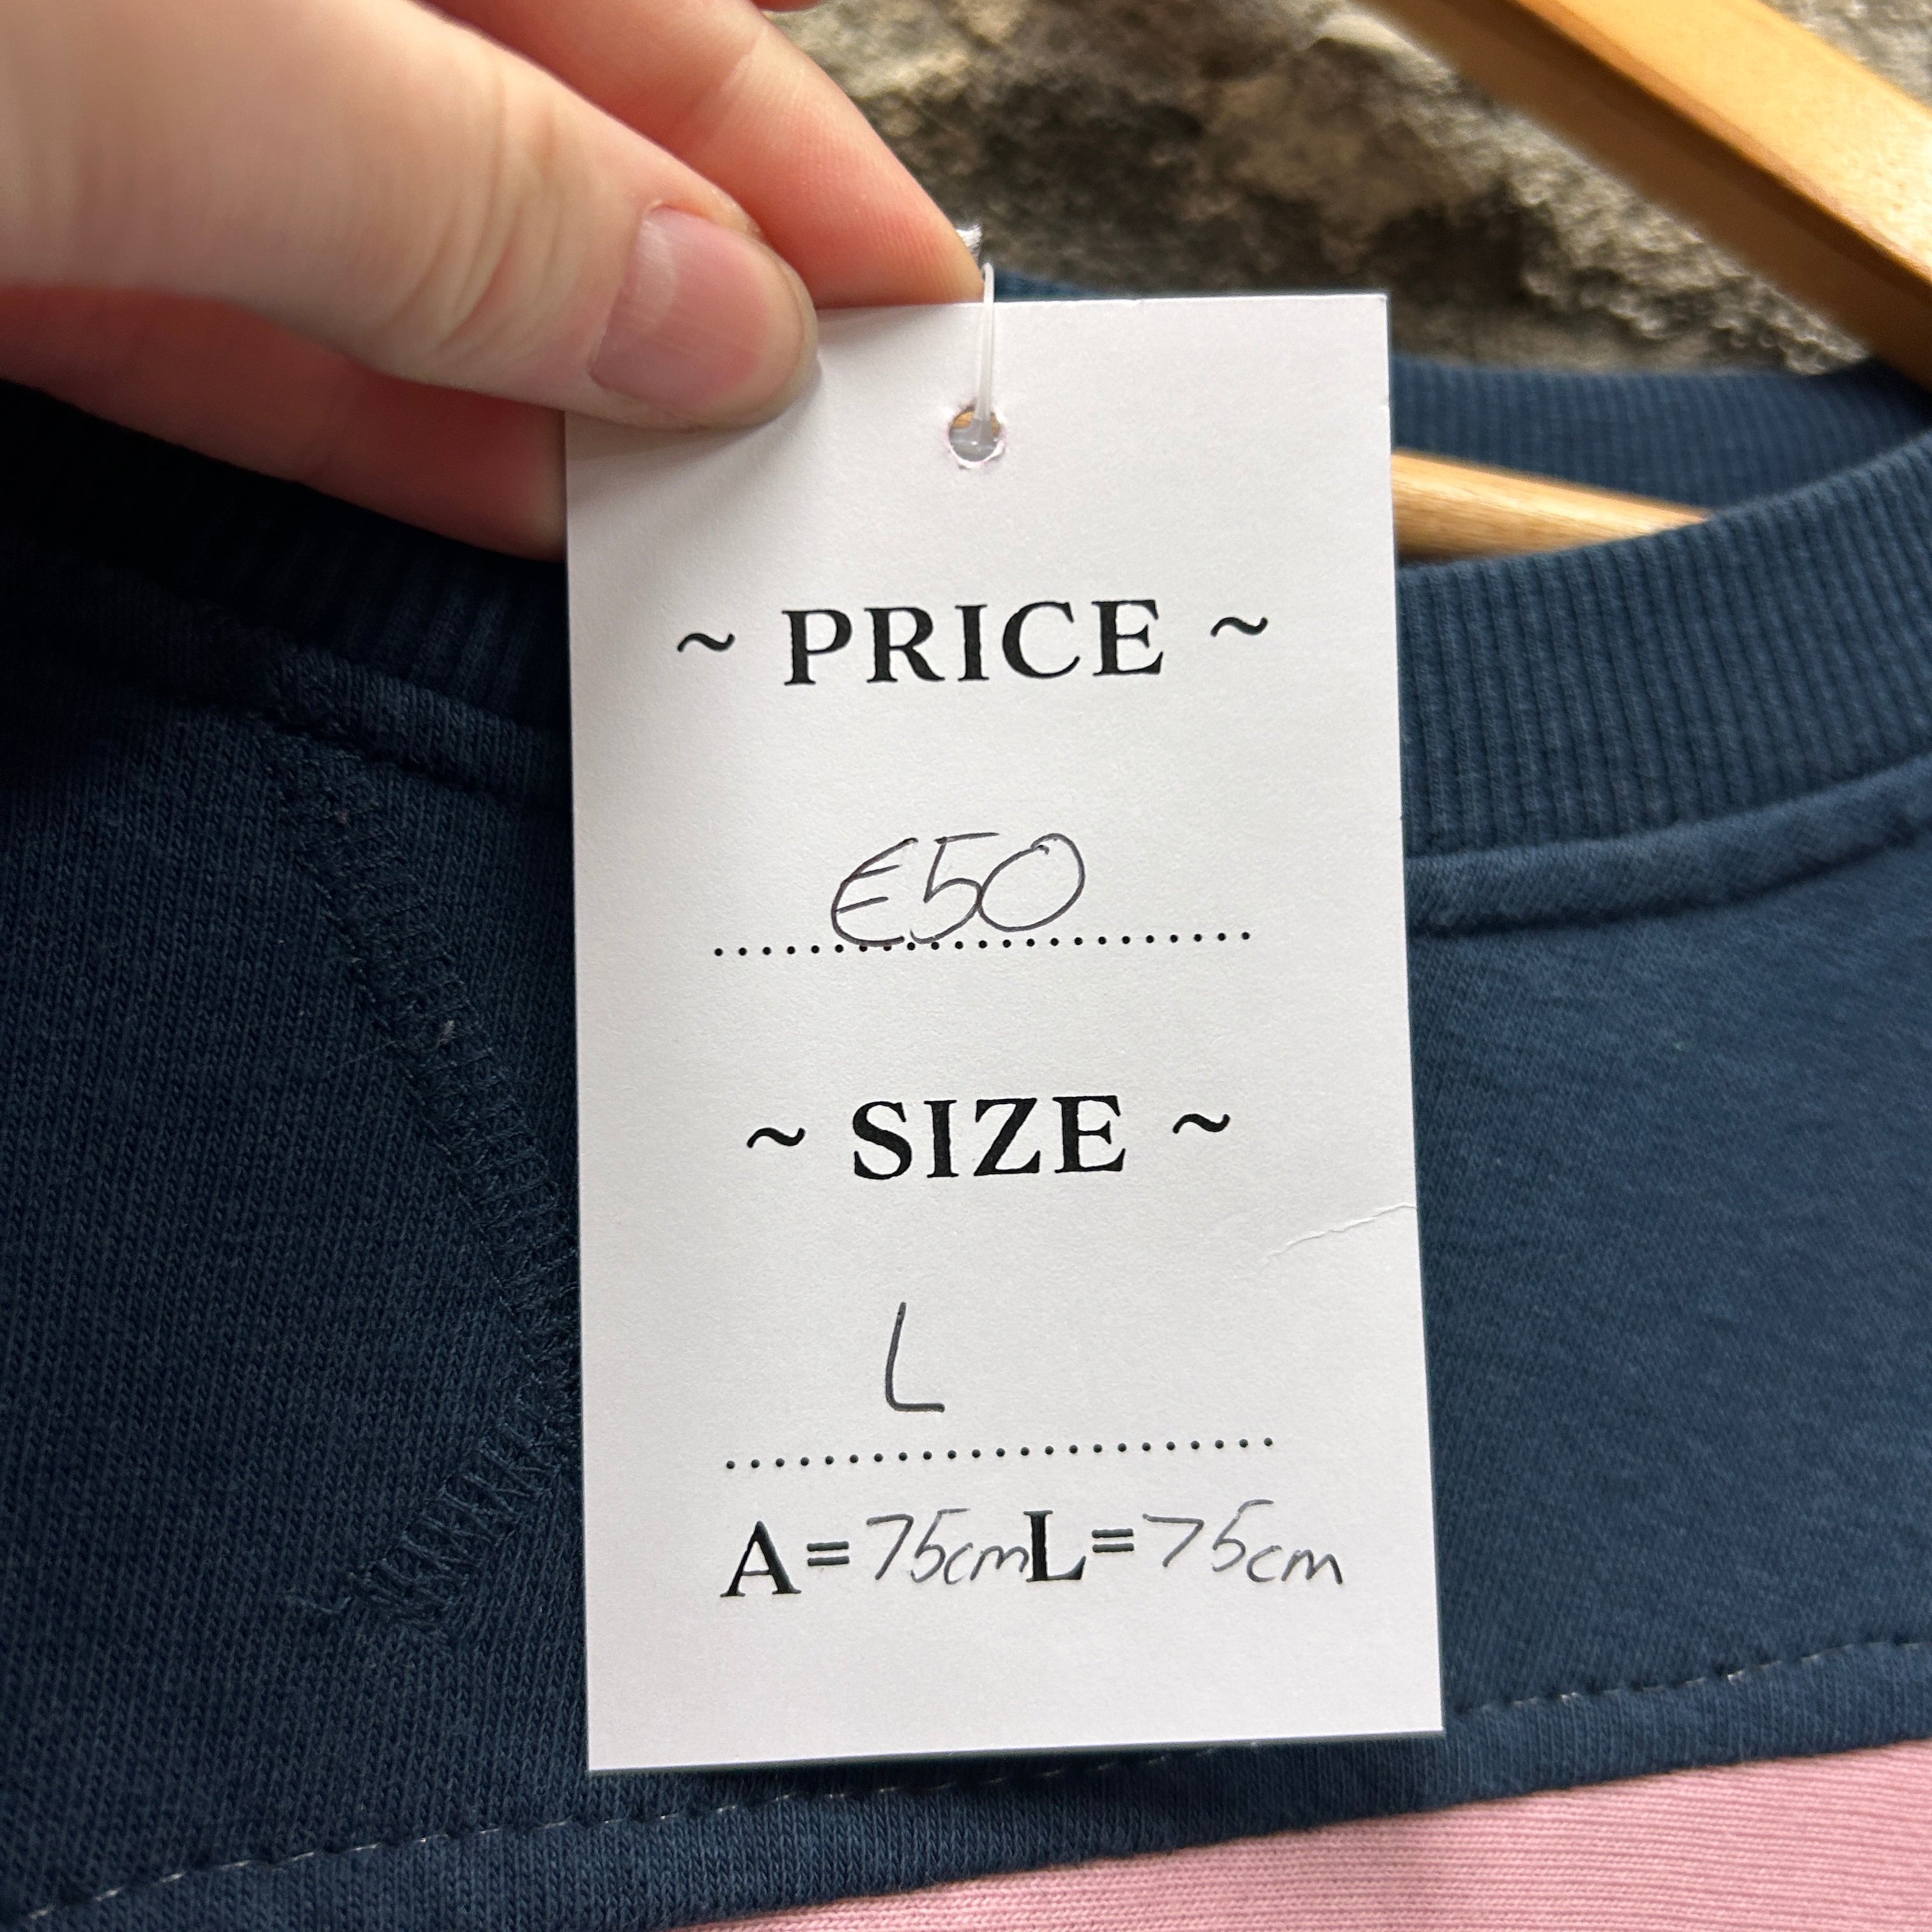 ~ PRICE ~
€50
~ SIZE ~
L
A=75cm L=75cm